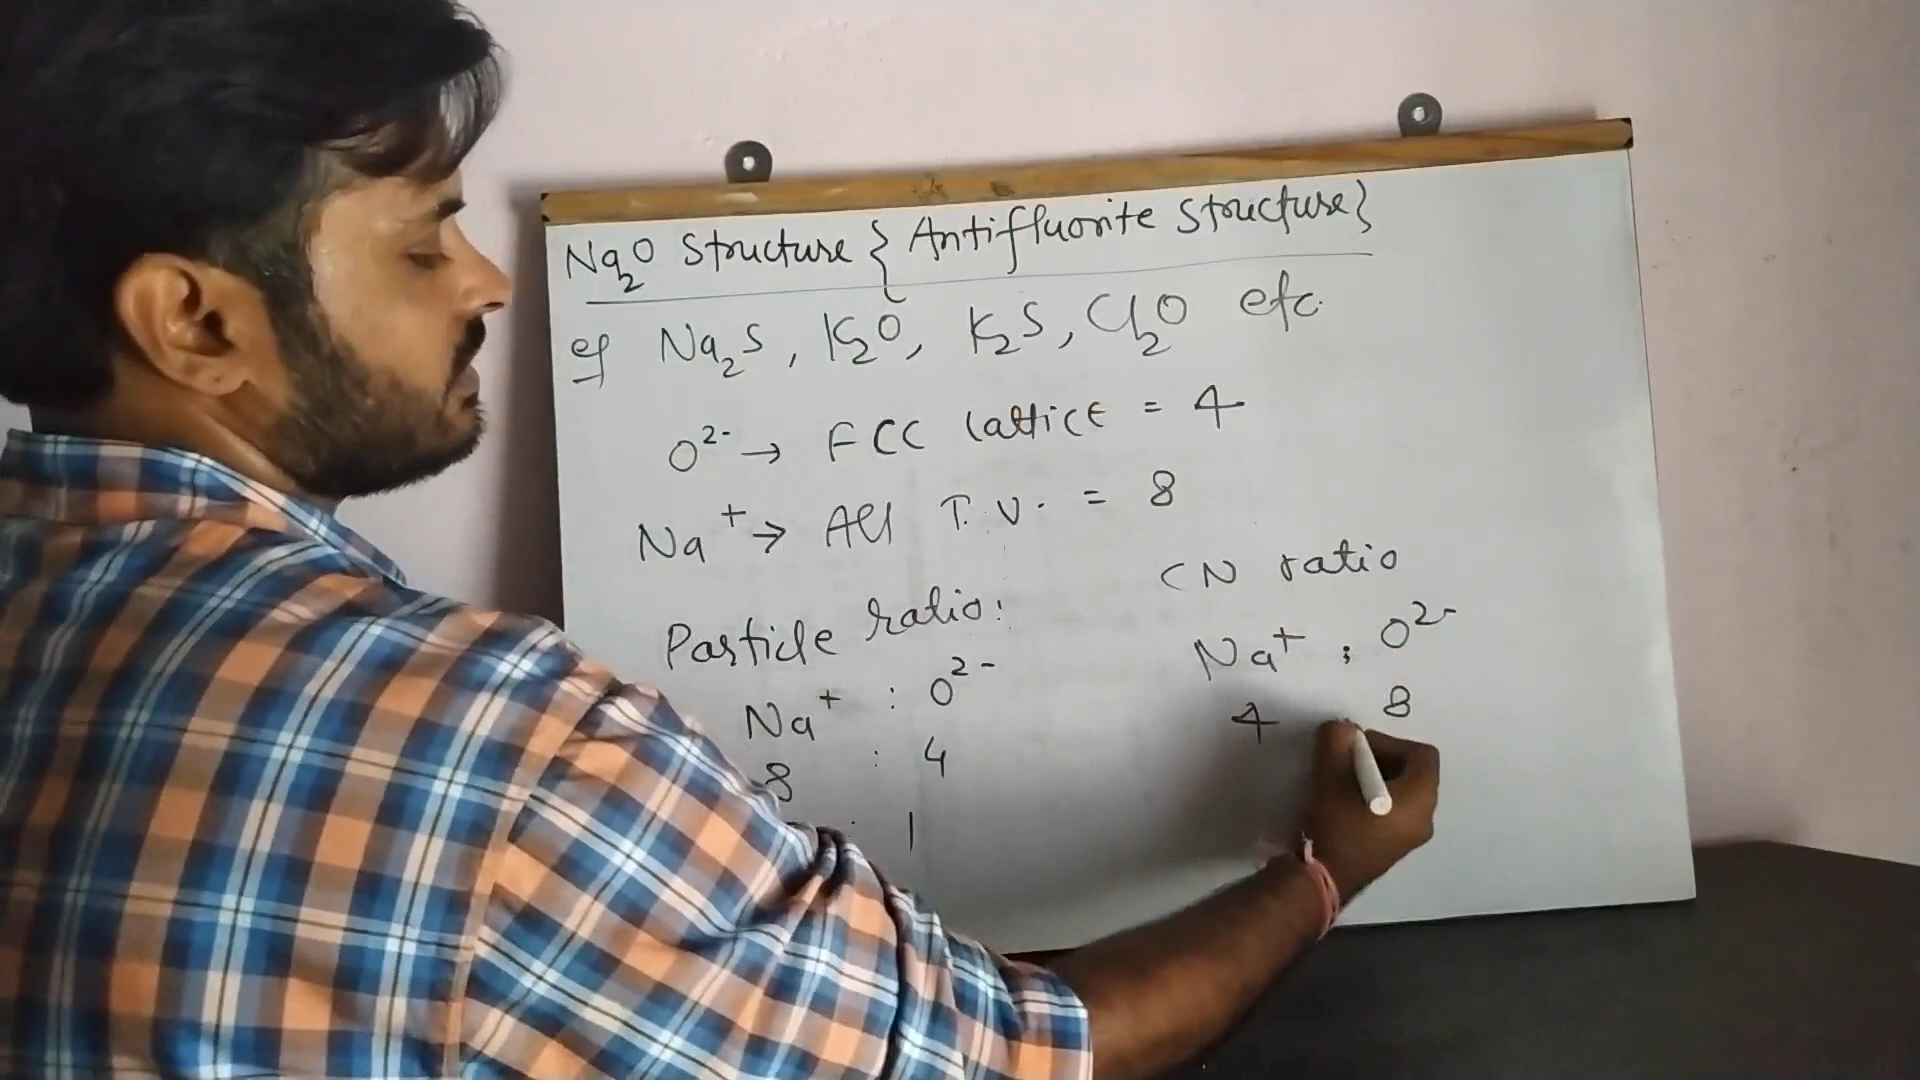 Na₂O Structure { Antifluorite Structure}
eg Na₂S, K₂O, K₂S, Cl₂O etc.
O²⁻ → FCC lattice = 4
Na⁺ → All T.V. = 8
Particle ratio:
Na⁺ : O²⁻
8 : 4
: 1
CN ratio
Na⁺ : O²⁻
4 8